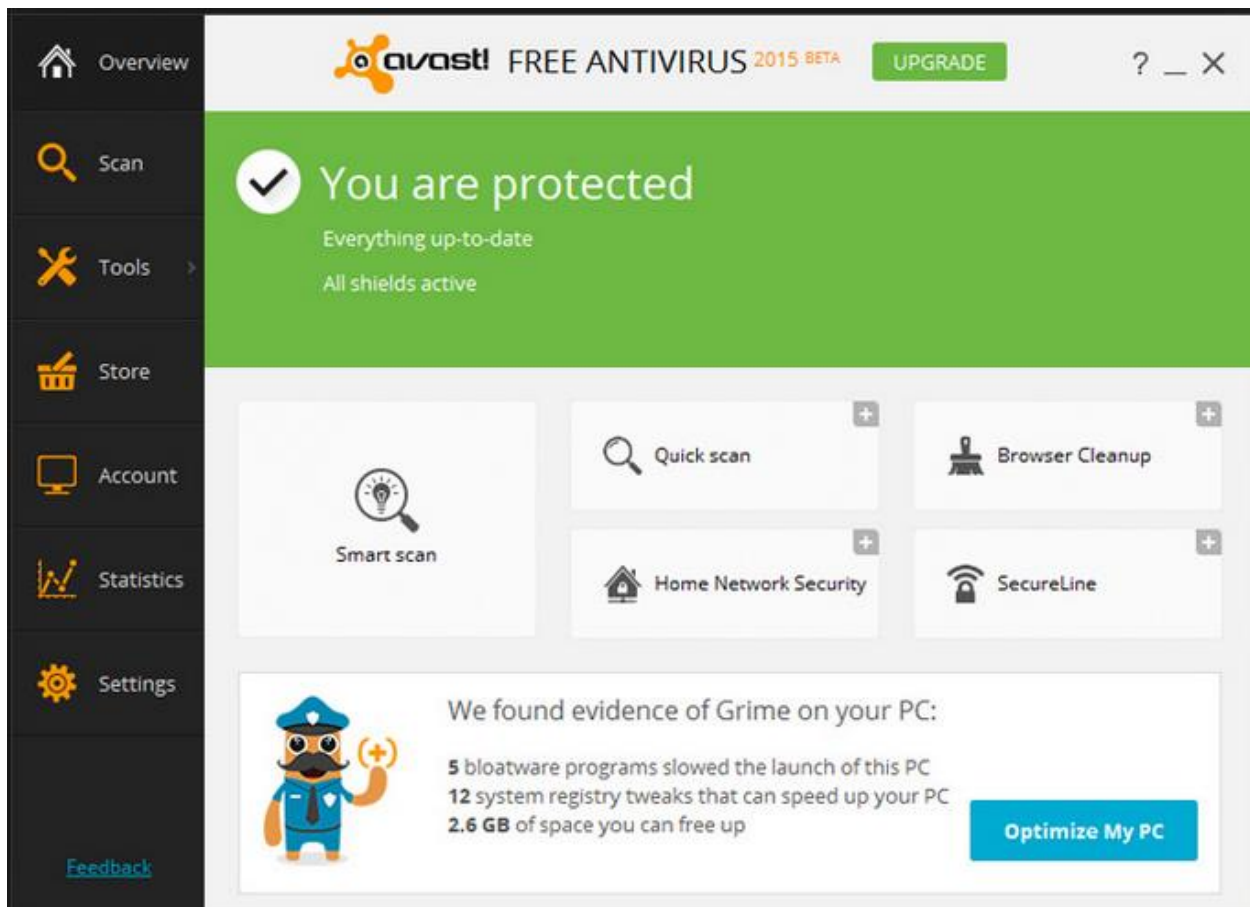 Overview
Scan
Tools
Store
Account
Statistics
Settings
Feedback
avast! FREE ANTIVIRUS 2015 BETA
UPGRADE
? _ X
You are protected
Everything up-to-date
All shields active
Smart scan
Quick scan
Browser Cleanup
Home Network Security
SecureLine
We found evidence of Grime on your PC:
5 bloatware programs slowed the launch of this PC
12 system registry tweaks that can speed up your PC
2.6 GB of space you can free up
Optimize My PC